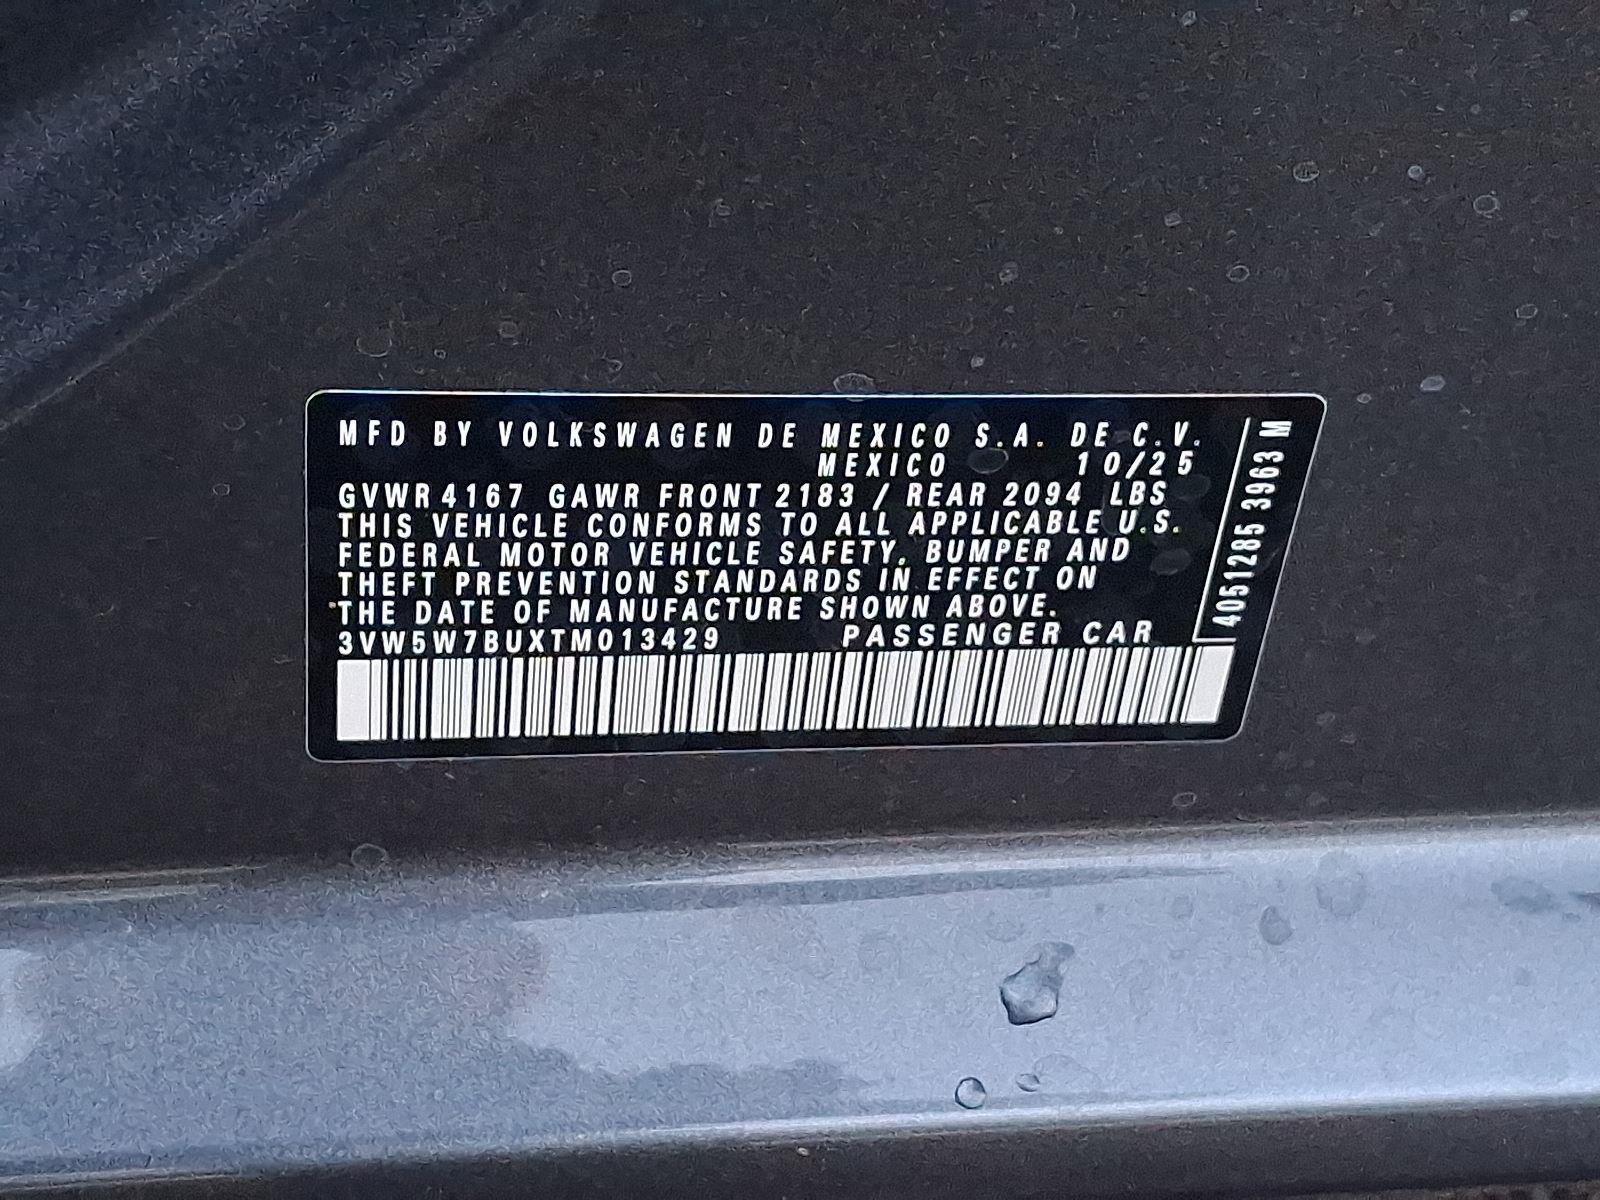 MFD BY VOLKSWAGEN DE MEXICO S.A. DE C.V.
MEXICO 10/25
GVWR 4167 GAWR FRONT 2183 / REAR 2094 LBS
THIS VEHICLE CONFORMS TO ALL APPLICABLE U.S.
FEDERAL MOTOR VEHICLE SAFETY, BUMPER AND
THEFT PREVENTION STANDARDS IN EFFECT ON
THE DATE OF MANUFACTURE SHOWN ABOVE.
3VW5W7BUXTM013429 PASSENGER CAR
4051285 3963 M